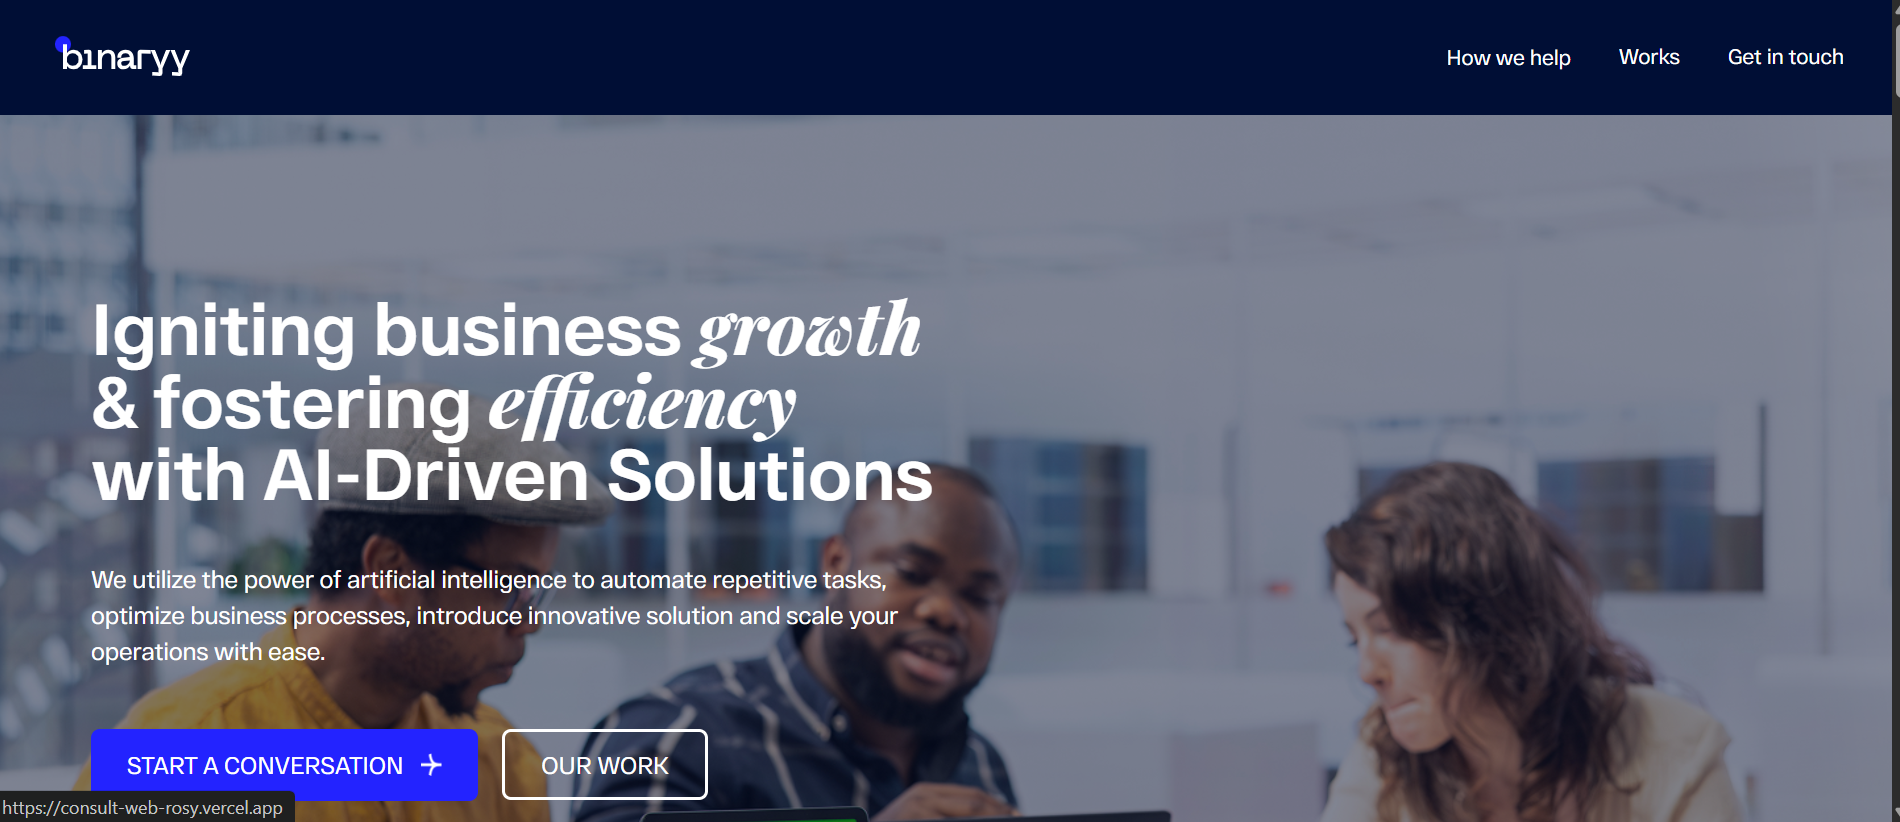 binaryy
How we help
Works
Get in touch
Igniting business growth
& fostering efficiency
with AI-Driven Solutions
We utilize the power of artificial intelligence to automate repetitive tasks,
optimize business processes, introduce innovative solution and scale your
operations with ease.
START A CONVERSATION
OUR WORK
https://consult-web-rosy.vercel.app